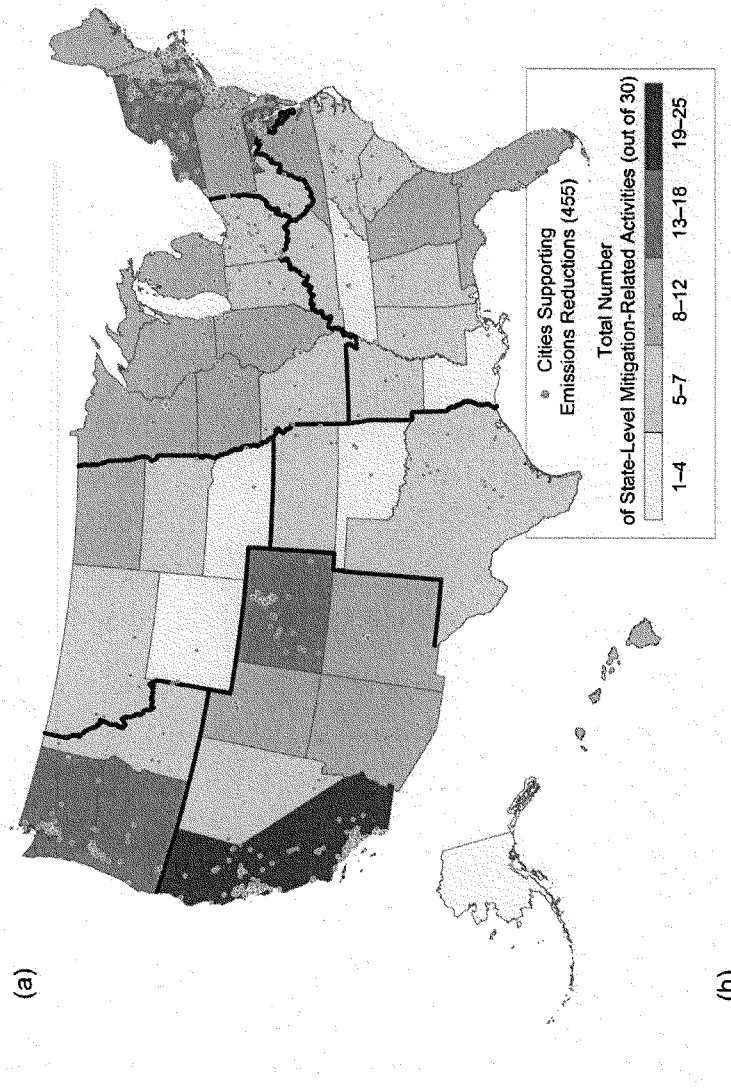 (a)
Cities Supporting
Emissions Reductions (455)
Total Number
of State-Level Mitigation-Related Activities (out of 30)
1–4
5–7
8–12
13–18
19–25
(b)